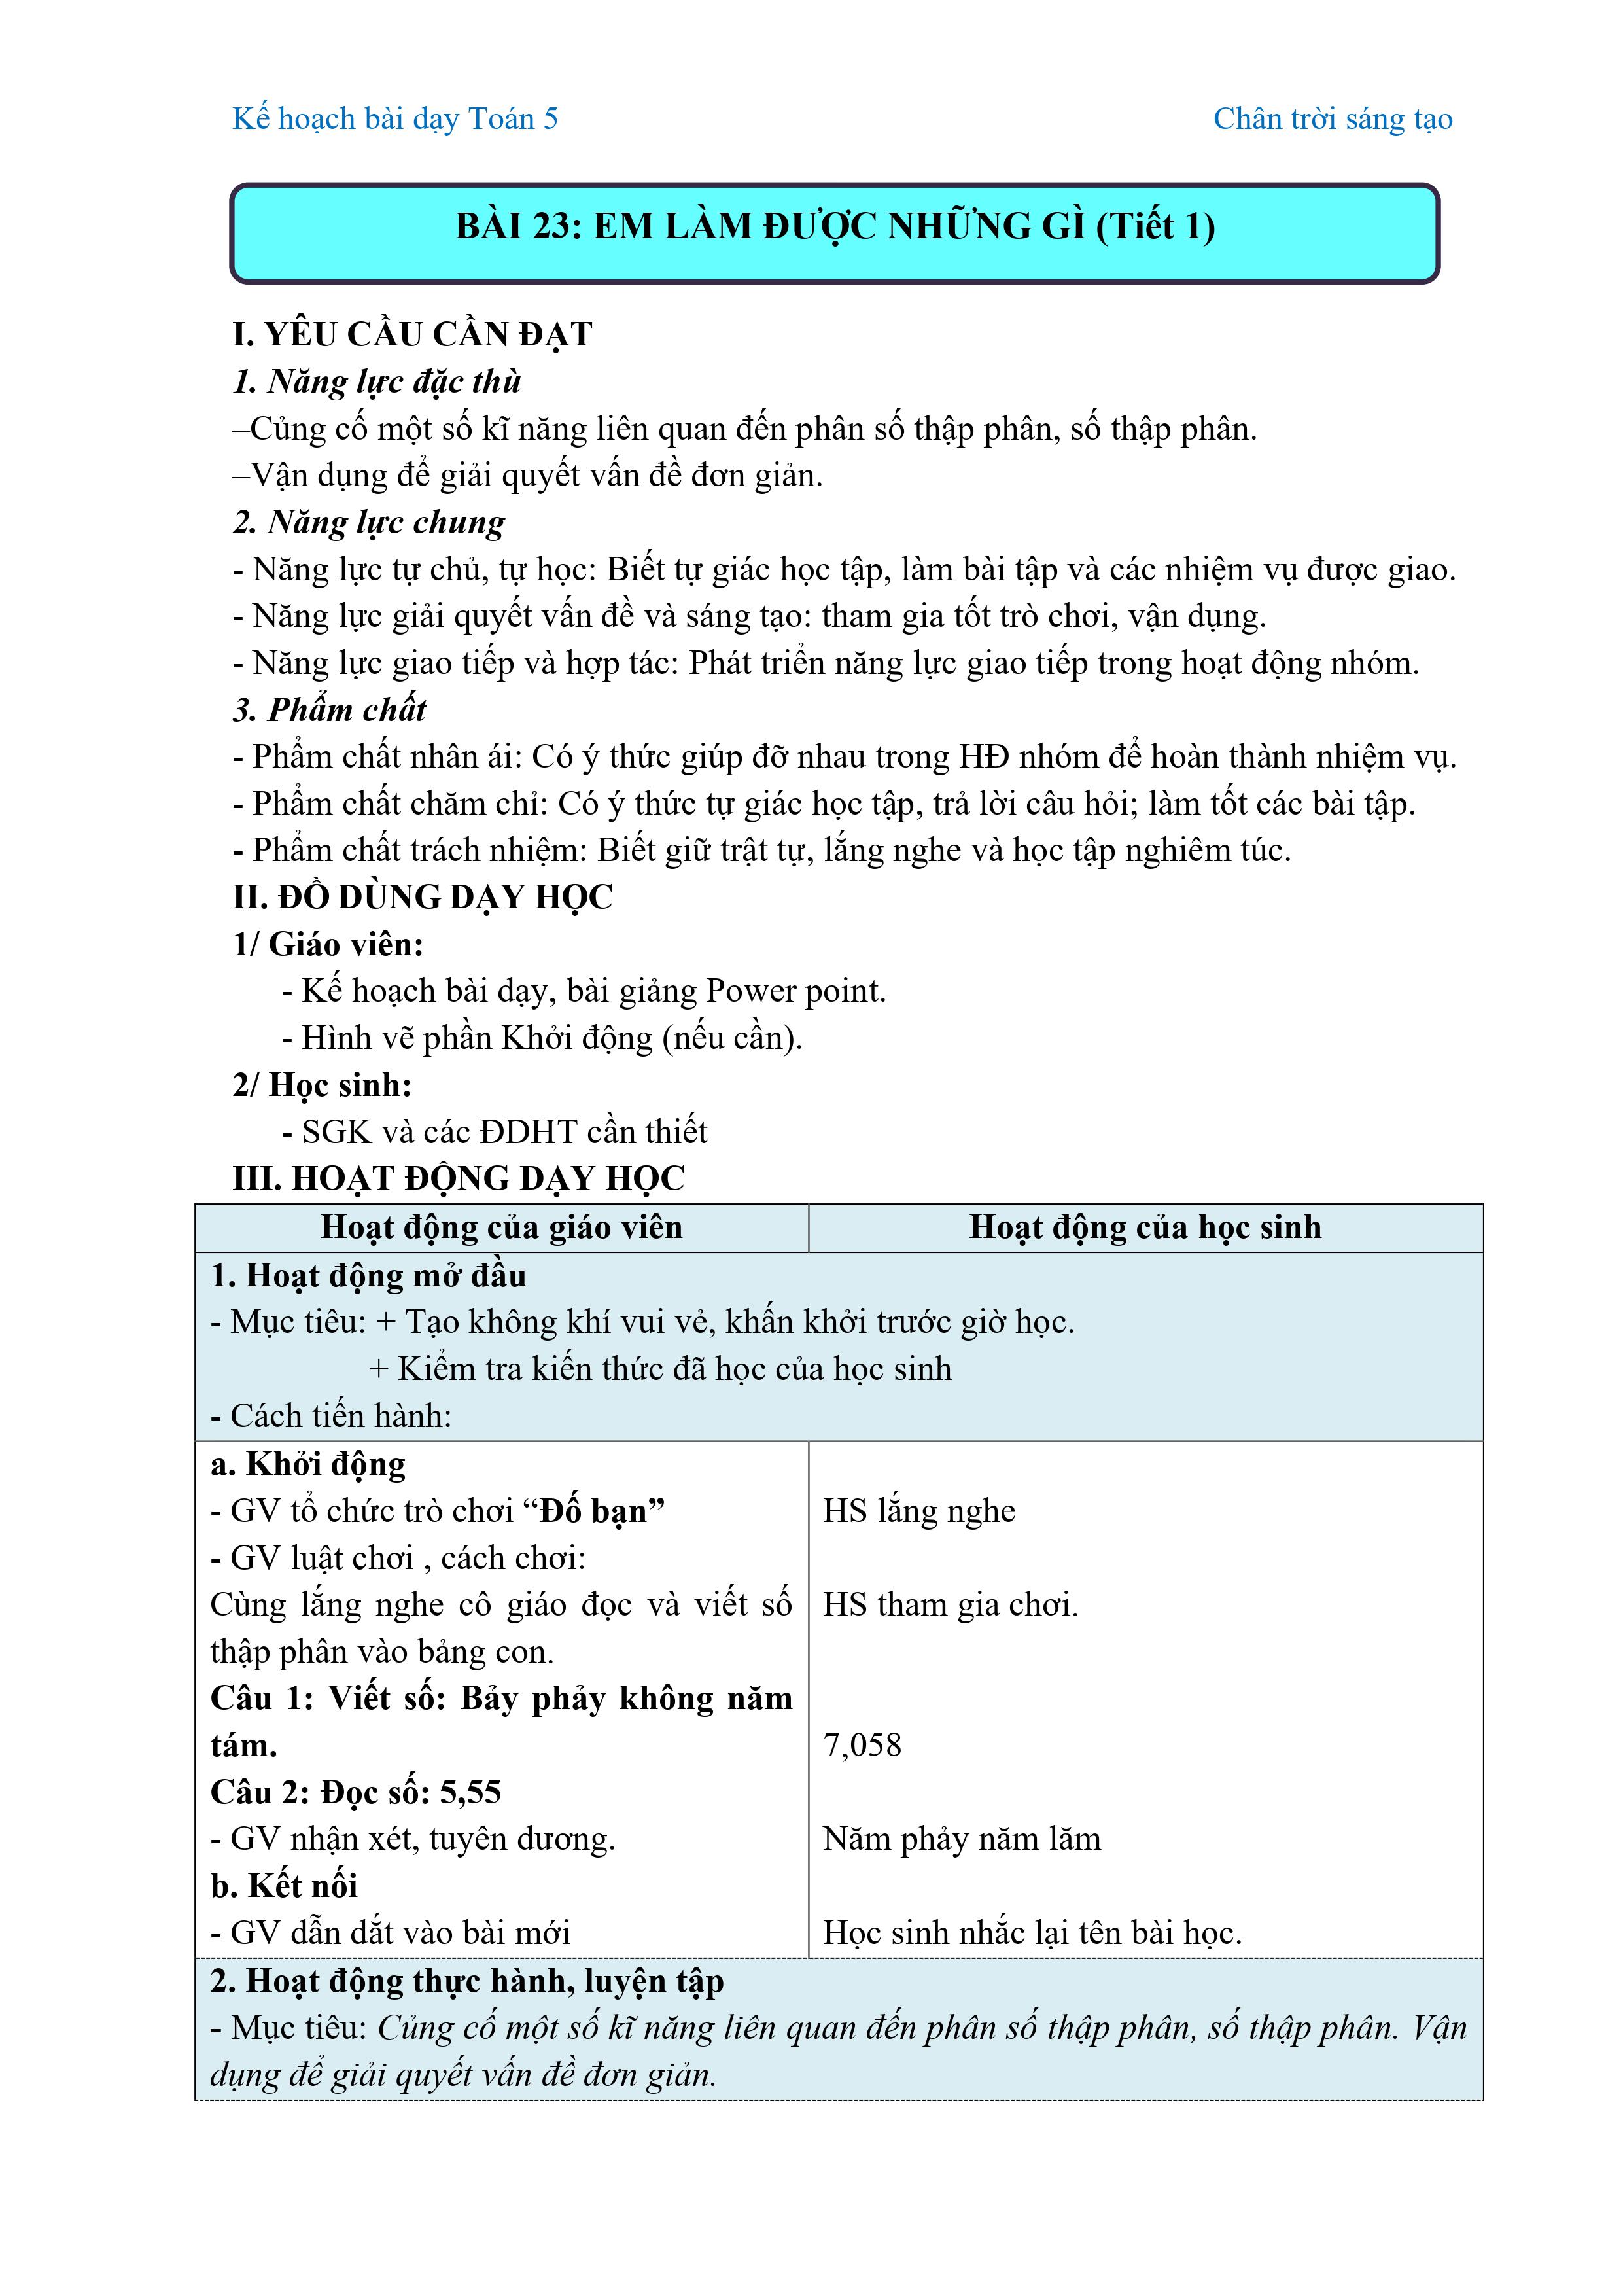 Kế hoạch bài dạy Toán 5
Chân trời sáng tạo
BÀI 23: EM LÀM ĐƯỢC NHỮNG GÌ (Tiết 1)
I. YÊU CẦU CẦN ĐẠT
1. Năng lực đặc thù
–Củng cố một số kĩ năng liên quan đến phân số thập phân, số thập phân.
–Vận dụng để giải quyết vấn đề đơn giản.
2. Năng lực chung
- Năng lực tự chủ, tự học: Biết tự giác học tập, làm bài tập và các nhiệm vụ được giao.
- Năng lực giải quyết vấn đề và sáng tạo: tham gia tốt trò chơi, vận dụng.
- Năng lực giao tiếp và hợp tác: Phát triển năng lực giao tiếp trong hoạt động nhóm.
3. Phẩm chất
- Phẩm chất nhân ái: Có ý thức giúp đỡ nhau trong HĐ nhóm để hoàn thành nhiệm vụ.
- Phẩm chất chăm chỉ: Có ý thức tự giác học tập, trả lời câu hỏi; làm tốt các bài tập.
- Phẩm chất trách nhiệm: Biết giữ trật tự, lắng nghe và học tập nghiêm túc.
II. ĐỒ DÙNG DẠY HỌC
1/ Giáo viên:
- Kế hoạch bài dạy, bài giảng Power point.
- Hình vẽ phần Khởi động (nếu cần).
2/ Học sinh:
- SGK và các ĐDHT cần thiết
III. HOẠT ĐỘNG DẠY HỌC
Hoạt động của giáo viên
Hoạt động của học sinh
1. Hoạt động mở đầu
- Mục tiêu: + Tạo không khí vui vẻ, khấn khởi trước giờ học.
+ Kiểm tra kiến thức đã học của học sinh
- Cách tiến hành:
a. Khởi động
- GV tổ chức trò chơi “Đố bạn”
- GV luật chơi , cách chơi:
Cùng lắng nghe cô giáo đọc và viết số
thập phân vào bảng con.
Câu 1: Viết số: Bảy phảy không năm
tám.
Câu 2: Đọc số: 5,55
- GV nhận xét, tuyên dương.
b. Kết nối
- GV dẫn dắt vào bài mới
HS lắng nghe
HS tham gia chơi.
7,058
Năm phảy năm lăm
Học sinh nhắc lại tên bài học.
2. Hoạt động thực hành, luyện tập
- Mục tiêu: Củng cố một số kĩ năng liên quan đến phân số thập phân, số thập phân. Vận
dụng để giải quyết vấn đề đơn giản.